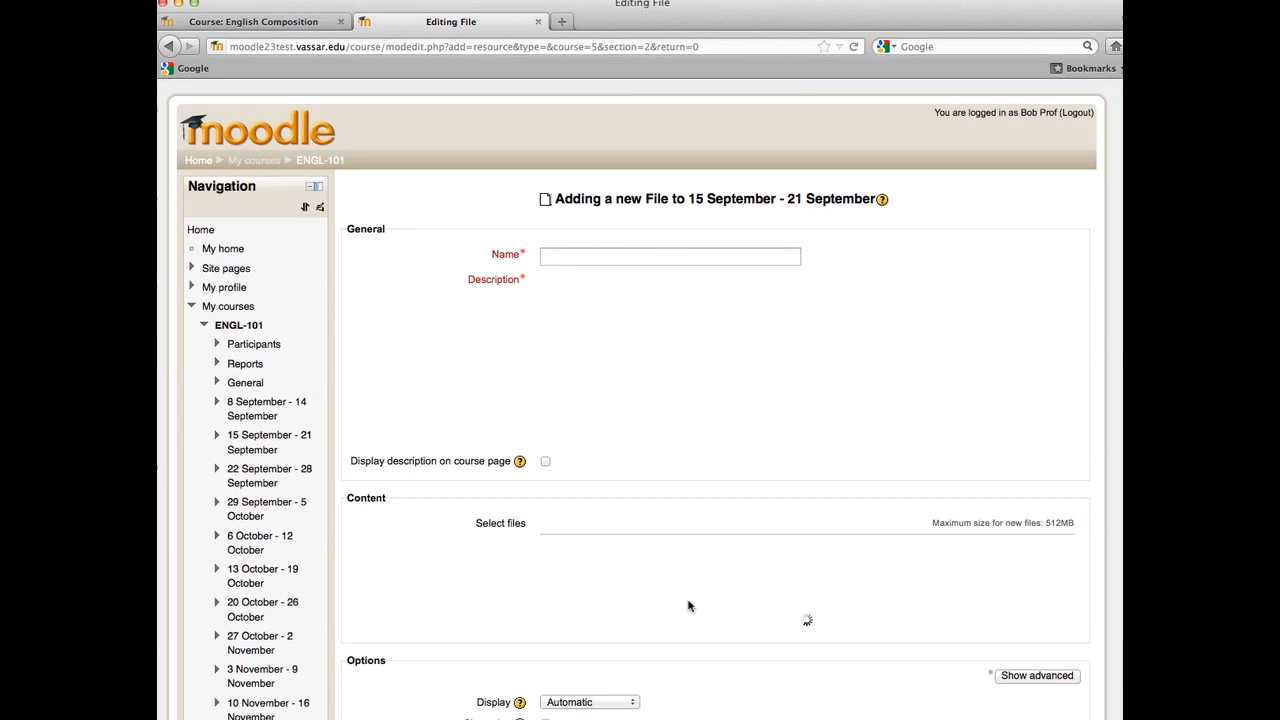 Editing File
Course: English Composition
Editing File
moodle23test.vassar.edu/course/modedit.php?add=resource&type=&course=5&section=2&return=0
Google
Google
Bookmarks
moodle
You are logged in as Bob Prof (Logout)
Home My courses ENGL-101
Navigation
Home
My home
Site pages
My profile
My courses
ENGL-101
Participants
Reports
General
8 September - 14
September
15 September - 21
September
22 September - 28
September
29 September - 5
October
6 October - 12
October
13 October - 19
October
20 October - 26
October
27 October - 2
November
3 November - 9
November
10 November - 16
November
Adding a new File to 15 September - 21 September
General
Name*
Description*
Display description on course page
Content
Select files
Maximum size for new files: 512MB
Options
* Show advanced
Display
Automatic